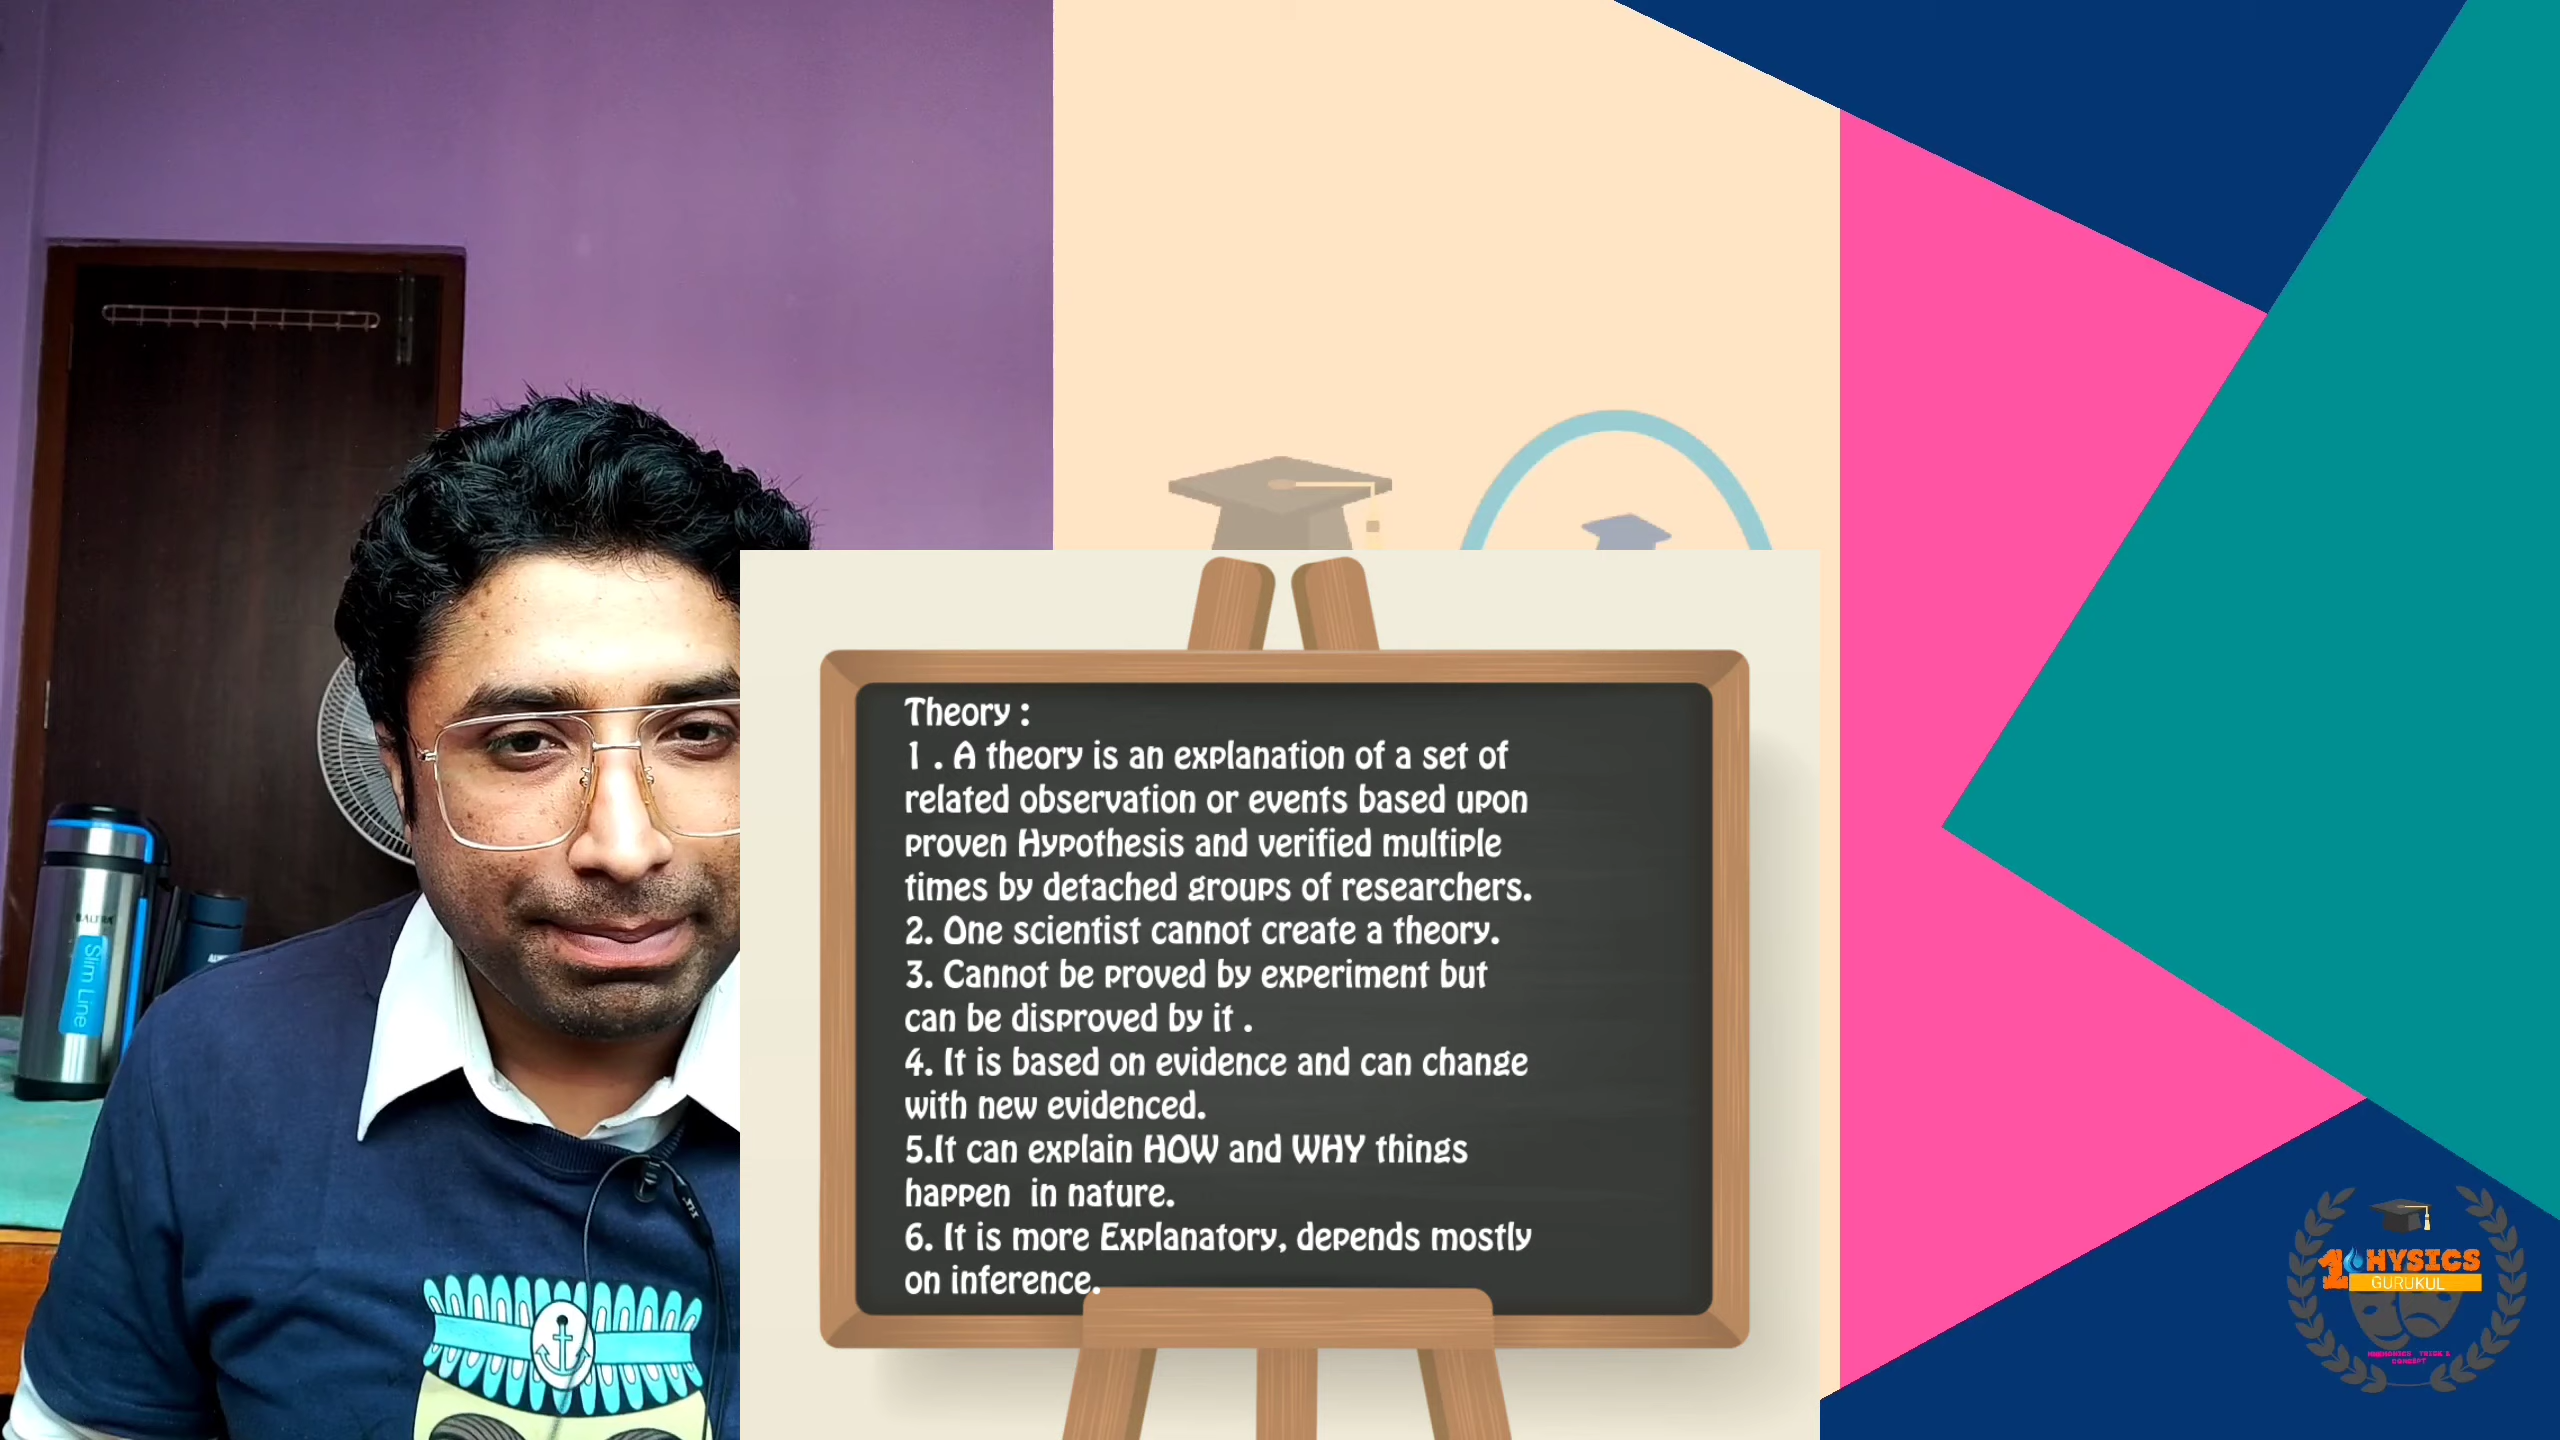 Theory :
1 . A theory is an explanation of a set of
related observation or events based upon
proven Hypothesis and verified multiple
times by detached groups of researchers.
2. One scientist cannot create a theory.
3. Cannot be proved by experiment but
can be disproved by it .
4. It is based on evidence and can change
with new evidenced.
5.It can explain HOW and WHY things
happen in nature.
6. It is more Explanatory, depends mostly
on inference.
Slim Line
HYSICS
GURUKUL
CONCEPT